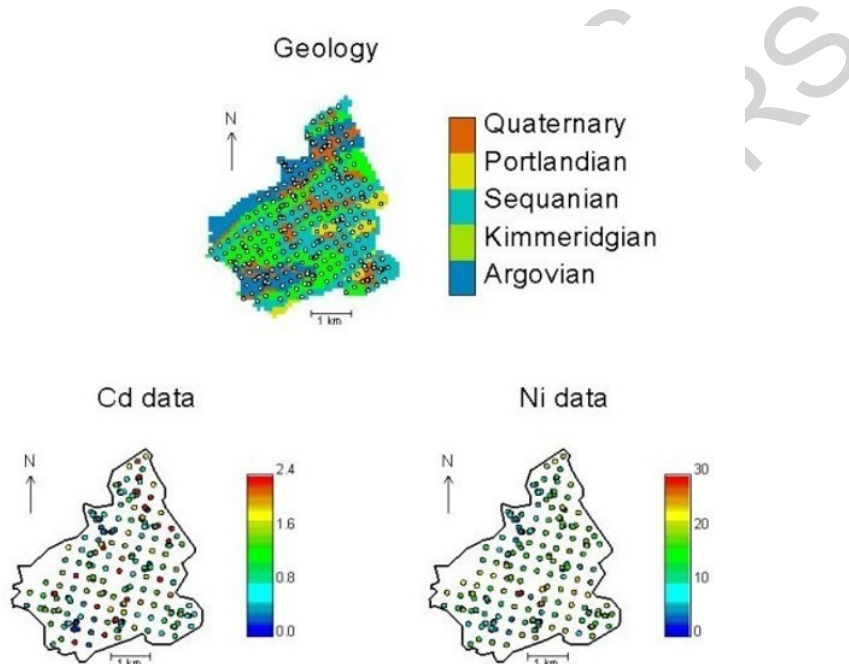 RS
Geology
N
Quaternary
Portlandian
Sequanian
Kimmeridgian
Argovian
1 km
Cd data
Ni data
N
2.4
1.6
0.8
0.0
1 km
N
30
20
10
0
1 km